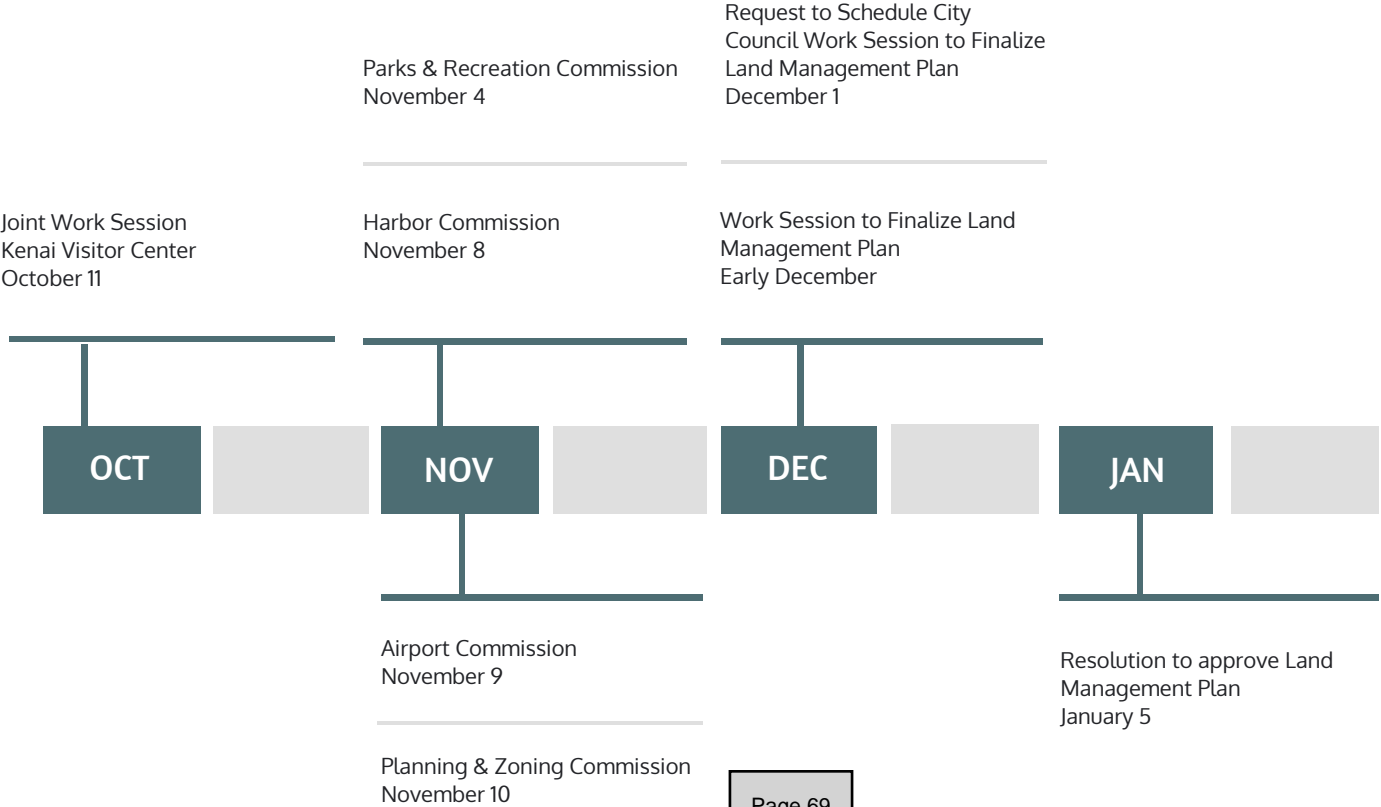 Joint Work Session
Kenai Visitor Center
October 11
Parks & Recreation Commission
November 4
Harbor Commission
November 8
Request to Schedule City
Council Work Session to Finalize
Land Management Plan
December 1
Work Session to Finalize Land
Management Plan
Early December
OCT
NOV
DEC
JAN
Airport Commission
November 9
Planning & Zoning Commission
November 10
Resolution to approve Land
Management Plan
January 5
Page 69